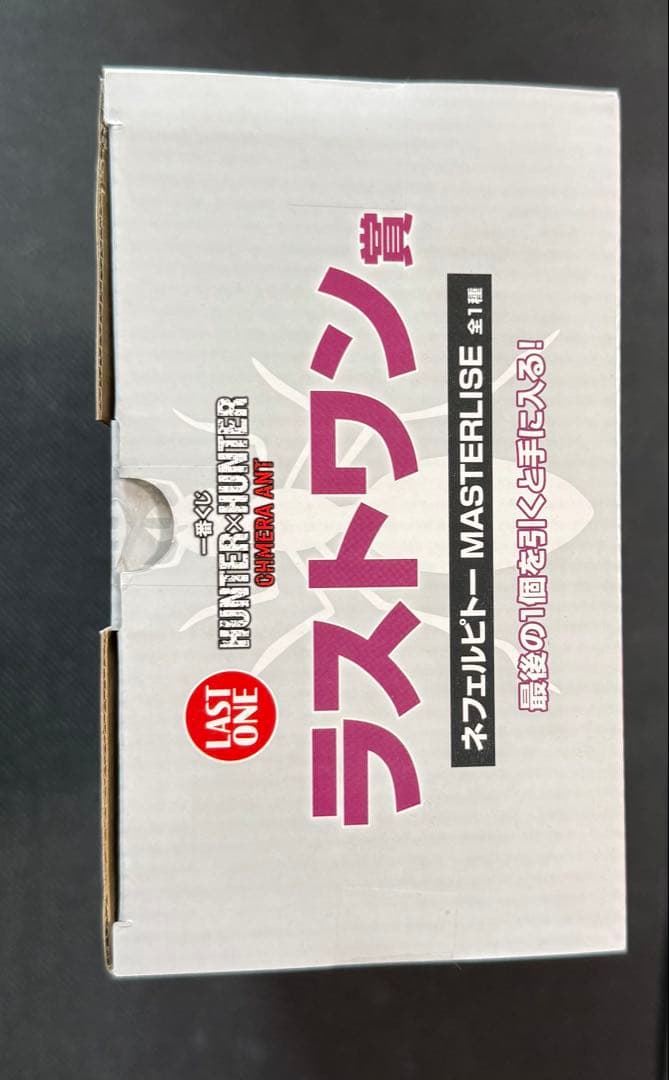 一番くじ
HUNTER×HUNTER
CHIMERA ANT
LAST
ONE
ラストワン賞
ネフェルピトー MASTERLISE 全1種
最後の1個を引くと手に入る!